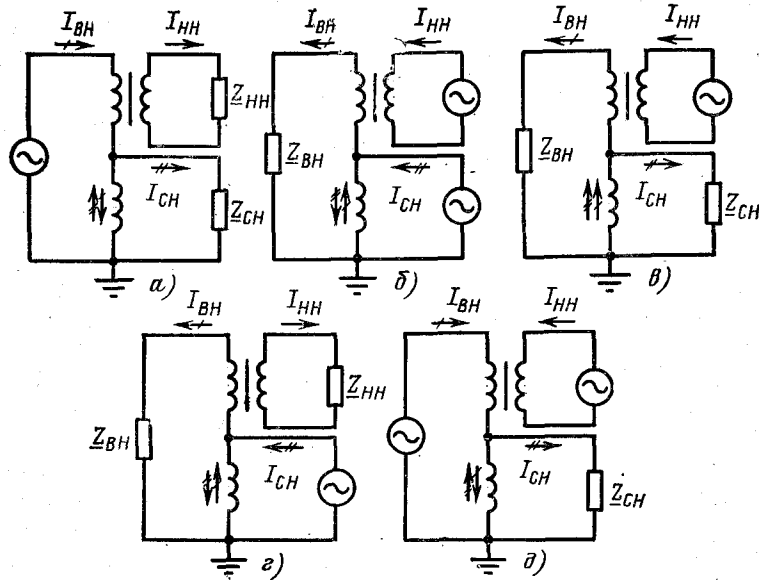 I_ВН I_НН I_ВН I_НН I_ВН I_НН
Z_НН Z_ВН Z_ВН
I_СН Z_СН I_СН I_СН Z_СН
а) б) в)
I_ВН I_НН I_ВН I_НН
Z_ВН Z_НН
I_СН I_СН Z_СН
г) д)